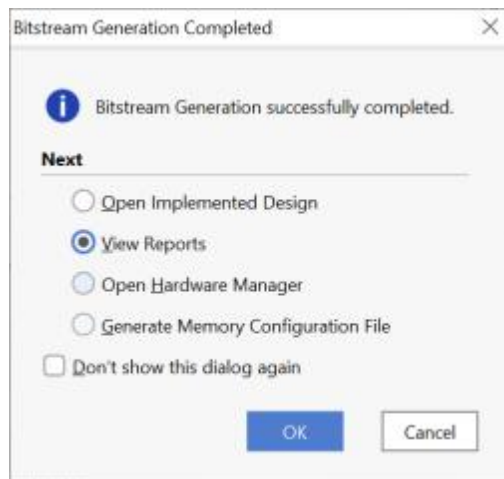 Bitstream Generation Completed
Bitstream Generation successfully completed.
Next
Open Implemented Design
View Reports
Open Hardware Manager
Generate Memory Configuration File
Don't show this dialog again
OK
Cancel